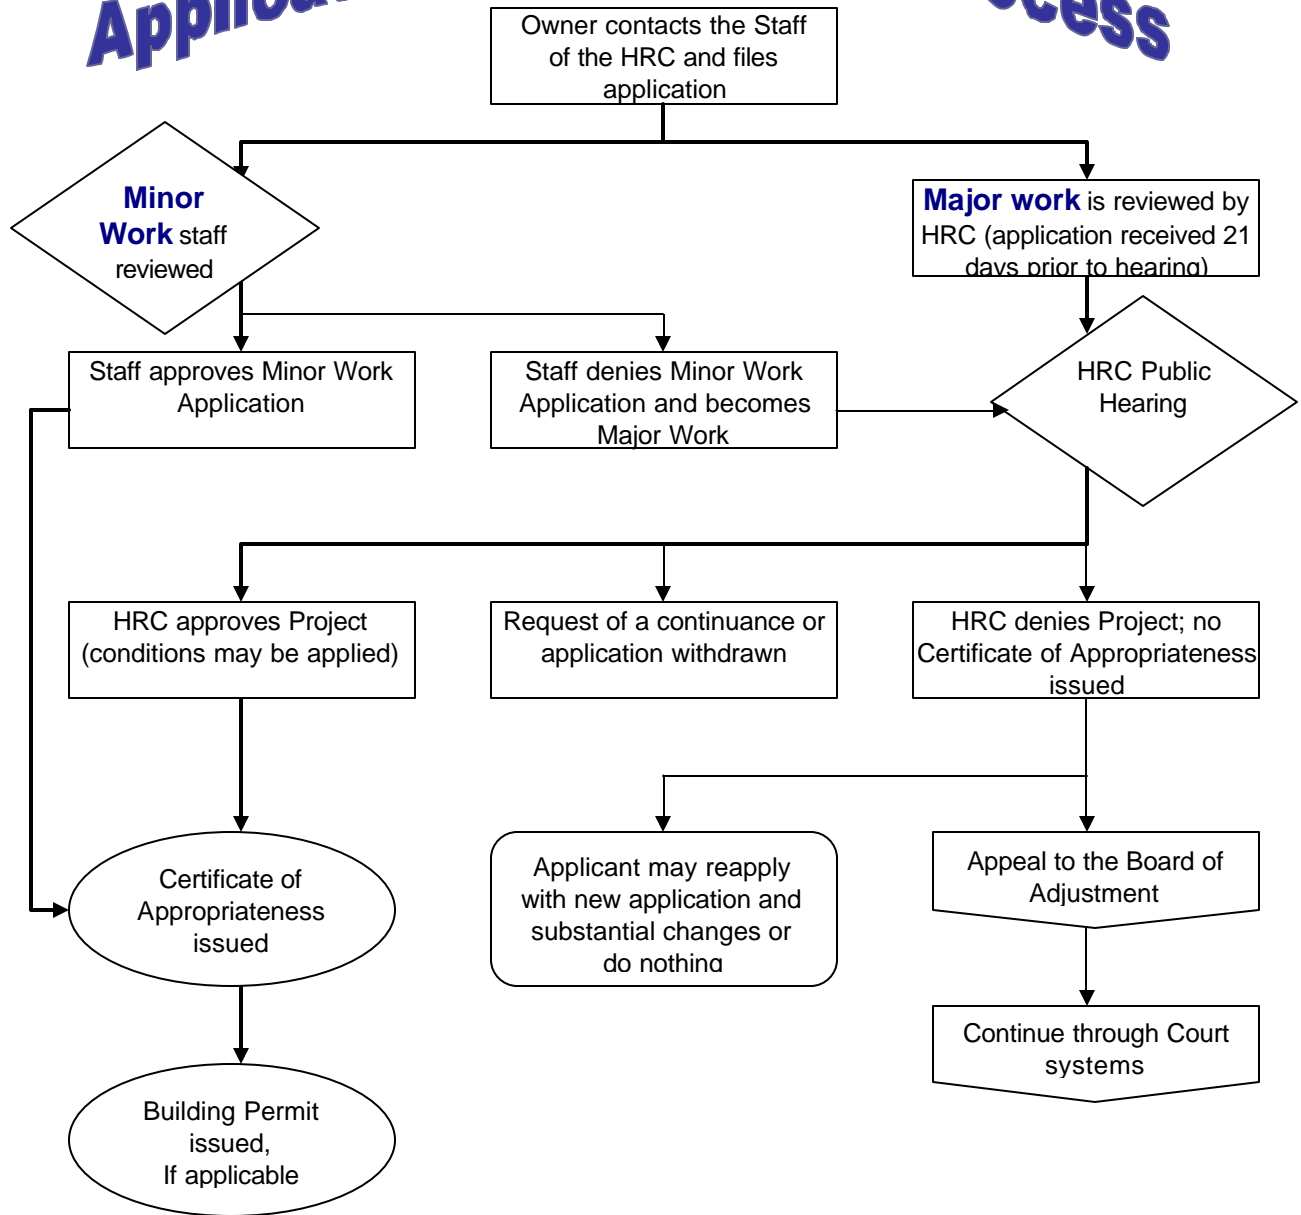 Owner contacts the Staff
of the HRC and files
application
Minor
Work staff
reviewed
Major work is reviewed by
HRC (application received 21
days prior to hearing)
Staff approves Minor Work
Application
Staff denies Minor Work
Application and becomes
Major Work
HRC Public
Hearing
HRC approves Project
(conditions may be applied)
Request of a continuance or
application withdrawn
HRC denies Project; no
Certificate of Appropriateness
issued
Certificate of
Appropriateness
issued
Applicant may reapply
with new application and
substantial changes or
do nothing
Appeal to the Board of
Adjustment
Continue through Court
systems
Building Permit
issued,
If applicable